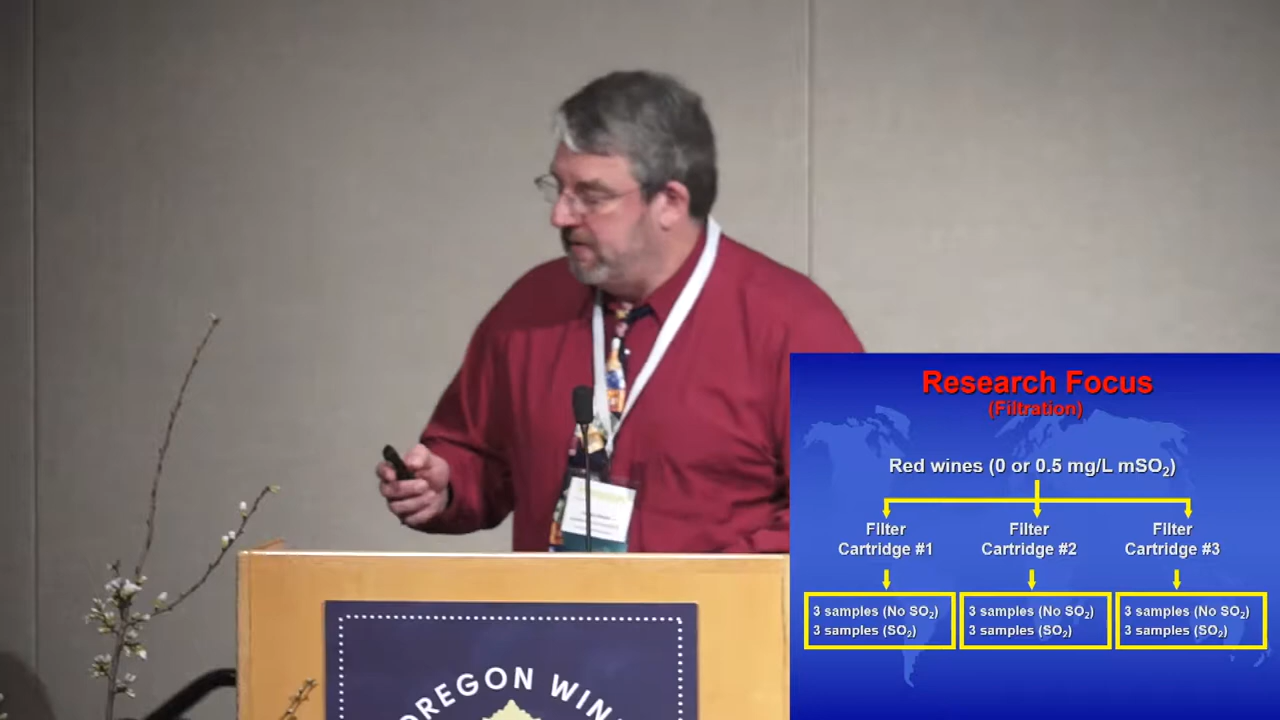 Research Focus
(Filtration)
Red wines (0 or 0.5 mg/L mSO₂)
Filter Cartridge #1
Filter Cartridge #2
Filter Cartridge #3
3 samples (No SO₂)
3 samples (SO₂)
3 samples (No SO₂)
3 samples (SO₂)
3 samples (No SO₂)
3 samples (SO₂)
OREGON WIN